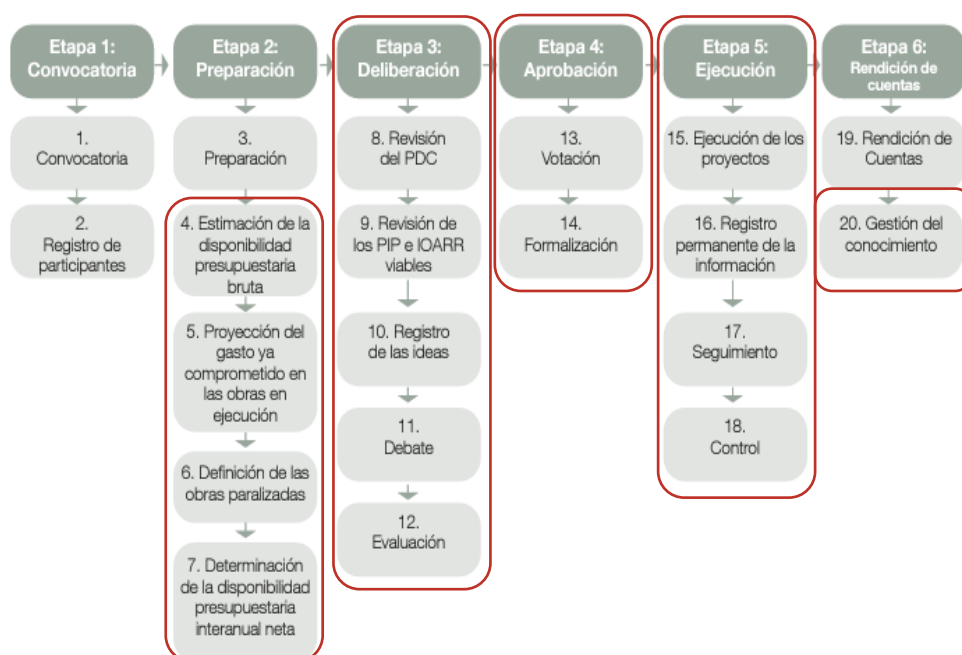 Etapa 1:
Convocatoria
1.
Convocatoria
2.
Registro de
participantes
Etapa 2:
Preparación
3.
Preparación
4. Estimación de la
disponibilidad
presupuestaria
bruta
5. Proyección del
gasto ya
comprometido en
las obras en
ejecución
6. Definición de las
obras paralizadas
7. Determinación
de la disponibilidad
presupuestaria
interanual neta
Etapa 3:
Deliberación
8. Revisión
del PDC
9. Revisión de
los PIP e IOARR
viables
10. Registro
de las ideas
11.
Debate
12.
Evaluación
Etapa 4:
Aprobación
13.
Votación
14.
Formalización
Etapa 5:
Ejecución
15. Ejecución de los
proyectos
16. Registro
permanente de la
información
17.
Seguimiento
18.
Control
Etapa 6:
Rendición de
cuentas
19. Rendición de
Cuentas
20. Gestión del
conocimiento